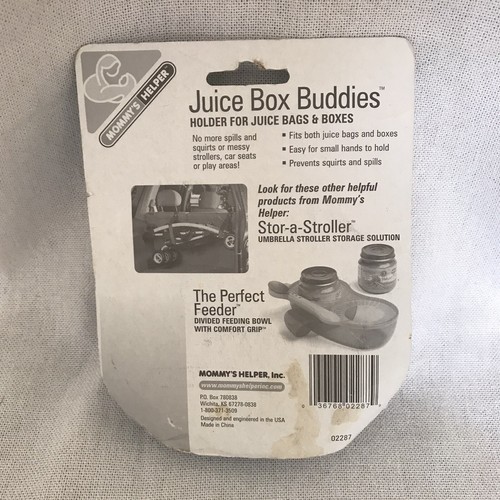 MOMMY'S HELPER
Juice Box Buddies™
HOLDER FOR JUICE BAGS & BOXES
No more spills and
squirts or messy
strollers, car seats
or play areas!
▪ Fits both juice bags and boxes
▪ Easy for small hands to hold
▪ Prevents squirts and spills
Look for these other helpful
products from Mommy's
Helper:
Stor-a-Stroller™
UMBRELLA STROLLER STORAGE SOLUTION
The Perfect
Feeder™
DIVIDED FEEDING BOWL
WITH COMFORT GRIP™
MOMMY'S HELPER, Inc.
www.mommyshelperinc.com
P.O. Box 780838
Wichita, KS 67278-0838
1-800-371-3509
Designed and engineered in the USA
Made in China
9 36768 02287 9
02287